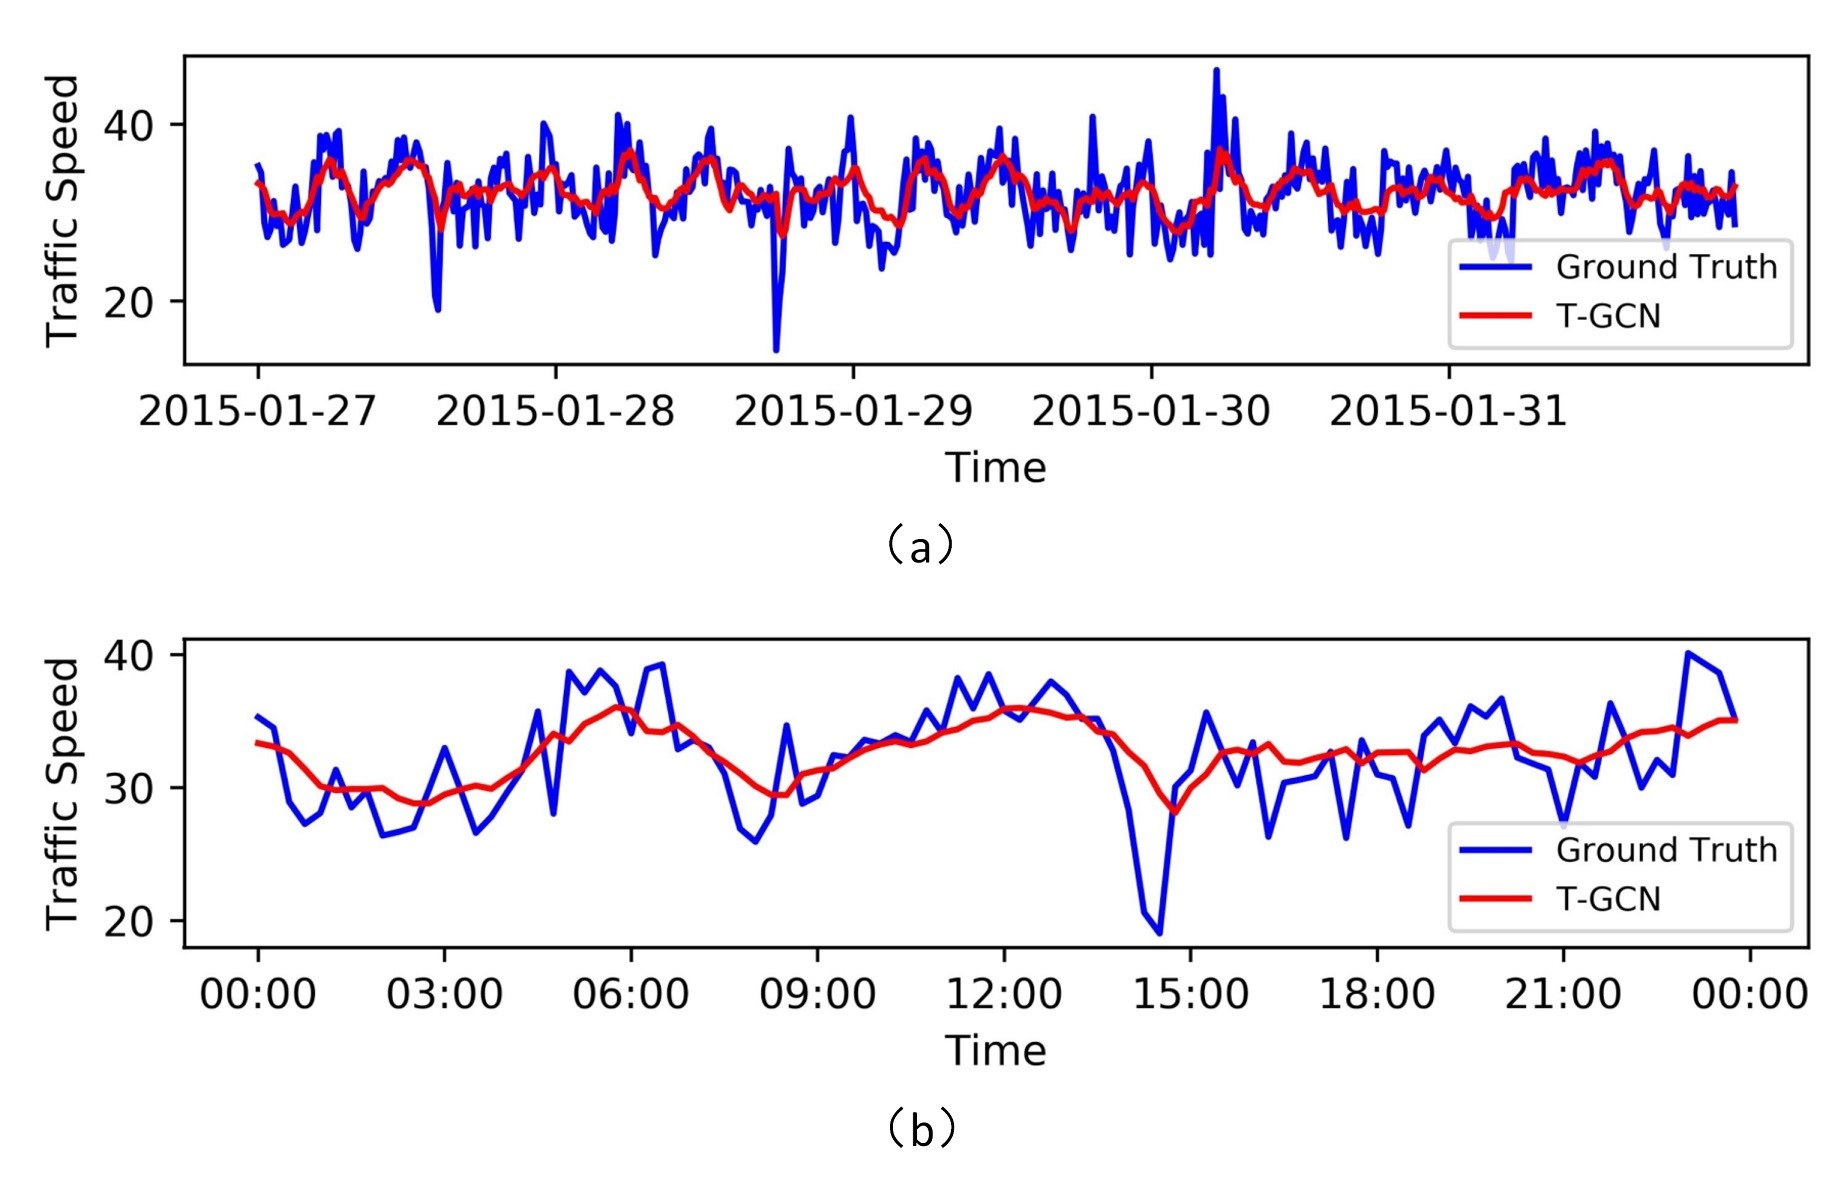 Traffic Speed
40
20
Ground Truth
T-GCN
2015-01-27 2015-01-28 2015-01-29 2015-01-30 2015-01-31
Time
（a）
Traffic Speed
40
30
20
Ground Truth
T-GCN
00:00 03:00 06:00 09:00 12:00 15:00 18:00 21:00 00:00
Time
（b）